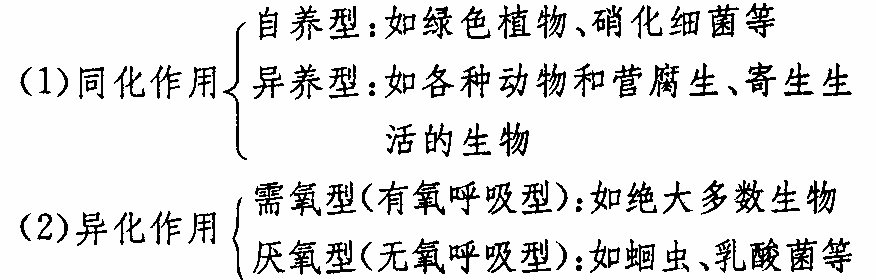 自养型:如绿色植物、硝化细菌等
(1)同化作用
异养型:如各种动物和营腐生、寄生生
活的生物
需氧型(有氧呼吸型):如绝大多数生物
(2)异化作用
厌氧型(无氧呼吸型):如蛔虫、乳酸菌等